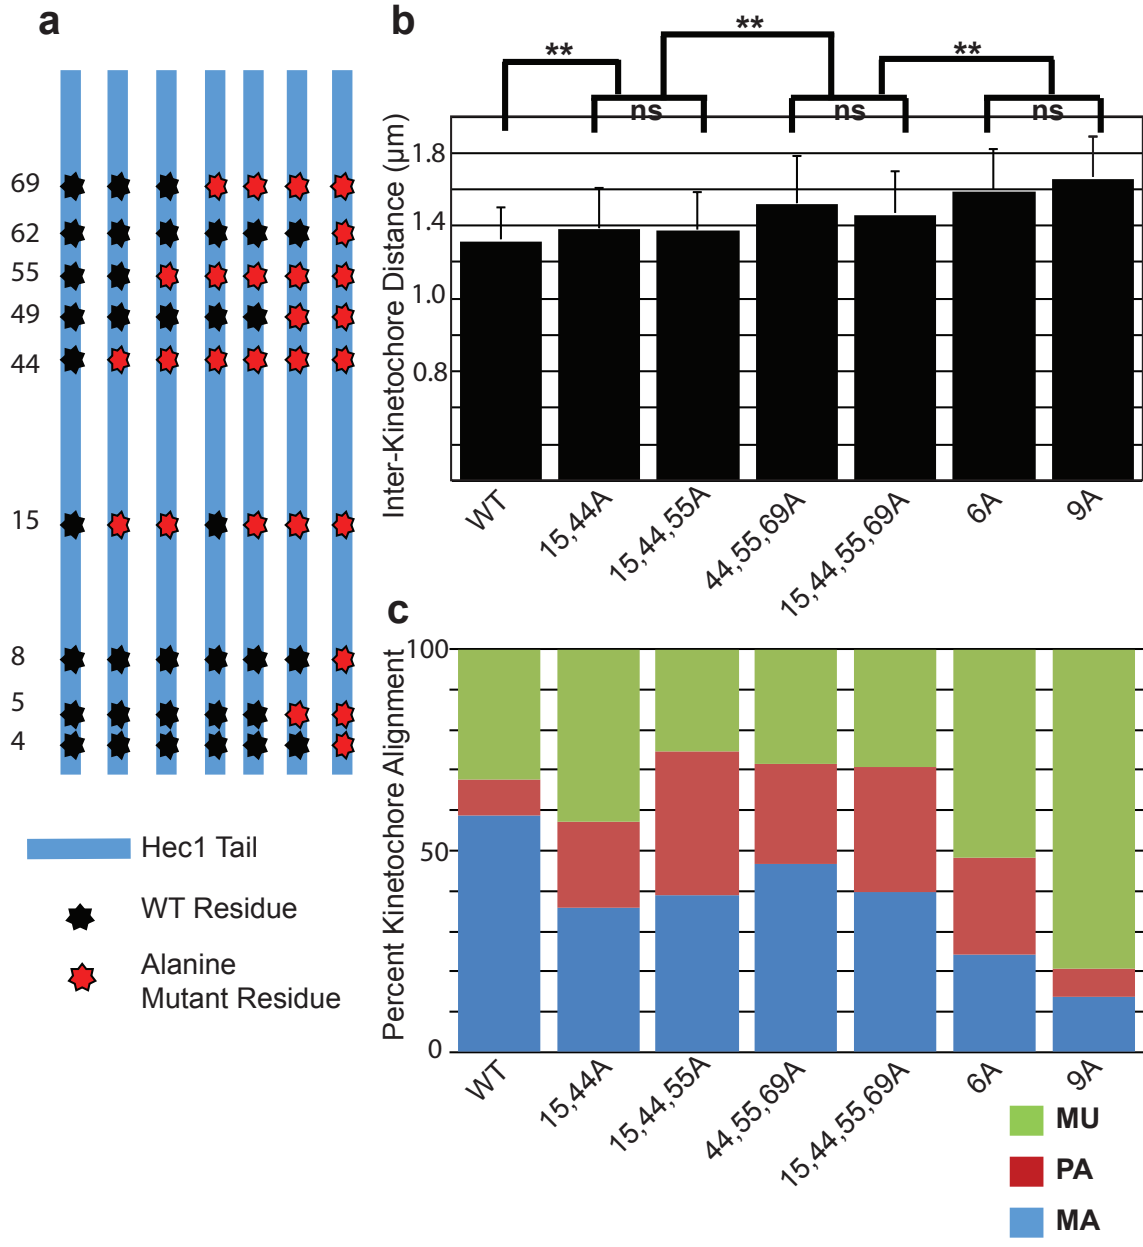 a
69
62
55
49
44
15
8
5
4
Hec1 Tail
WT Residue
Alanine
Mutant Residue
b
**
**
**
ns
ns
ns
Inter-Kinetochore Distance (μm)
1.8
1.4
1.0
0.8
WT
15,44A
15,44,55A
44,55,69A
15,44,55,69A
6A
9A
c
Percent Kinetochore Alignment
100
50
0
WT
15,44A
15,44,55A
44,55,69A
15,44,55,69A
6A
9A
MU
PA
MA